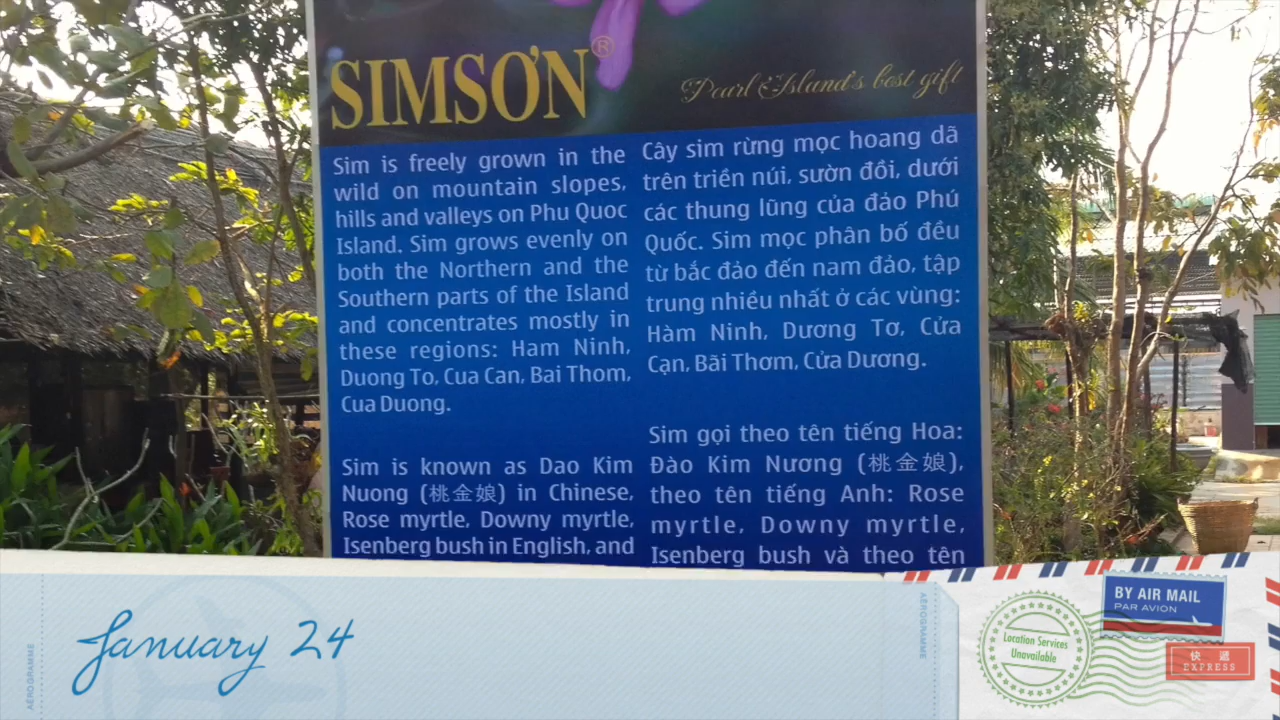 SIMSƠN®
Pearl Island's best gift
Sim is freely grown in the
wild on mountain slopes,
hills and valleys on Phu Quoc
Island. Sim grows evenly on
both the Northern and the
Southern parts of the Island
and concentrates mostly in
these regions: Ham Ninh,
Duong To, Cua Can, Bai Thom,
Cua Duong.
Sim is known as Dao Kim
Nuong (桃金娘) in Chinese,
Rose myrtle, Downy myrtle,
Isenberg bush in English, and
Cây sim rừng mọc hoang dã
trên triền núi, sườn đồi, dưới
các thung lũng của đảo Phú
Quốc. Sim mọc phân bố đều
từ bắc đảo đến nam đảo, tập
trung nhiều nhất ở các vùng:
Hàm Ninh, Dương Tơ, Cửa
Cạn, Bãi Thơm, Cửa Dương.
Sim gọi theo tên tiếng Hoa:
Đào Kim Nương (桃金娘),
theo tên tiếng Anh: Rose
myrtle, Downy myrtle,
Isenberg bush và theo tên
AEROGRAMME
January 24
AEROGRAMME
Location Services
Unavailable
BY AIR MAIL
PAR AVION
快遞
EXPRESS